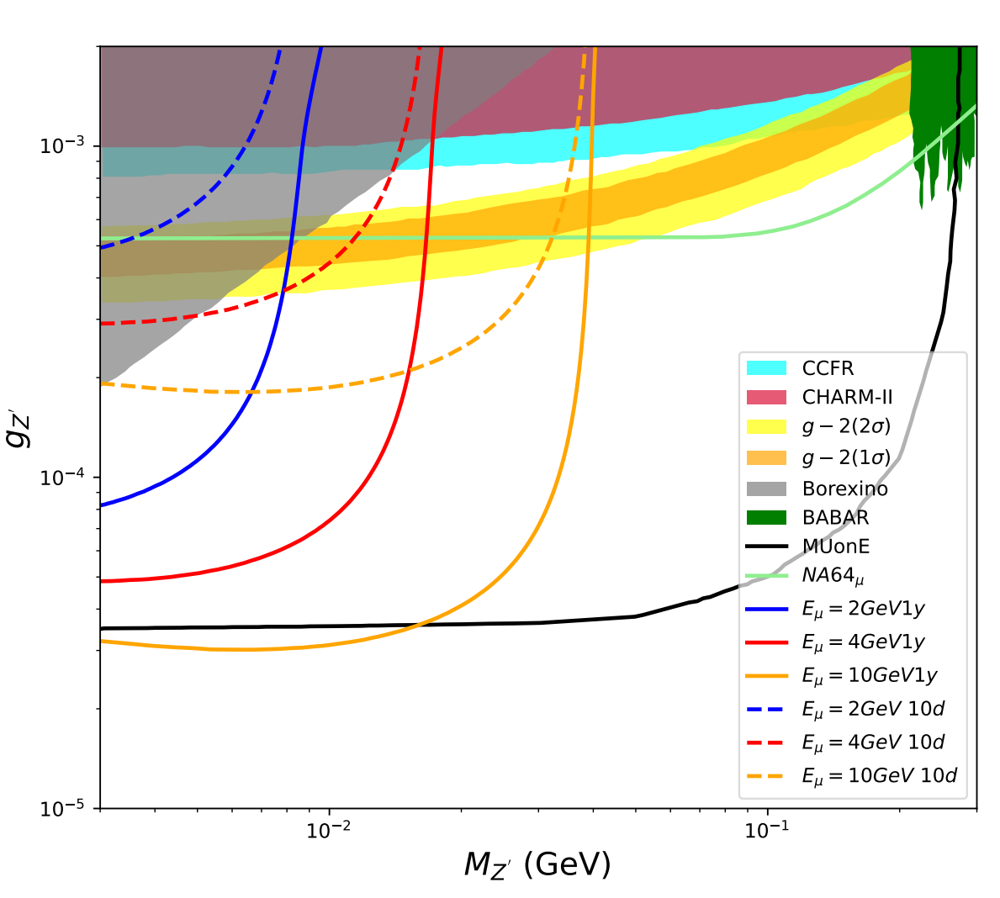 10⁻³
10⁻⁴
10⁻⁵
g_Z′
CCFR
CHARM-II
g − 2(2σ)
g − 2(1σ)
Borexino
BABAR
MUonE
NA64_μ
E_μ = 2GeV1y
E_μ = 4GeV1y
E_μ = 10GeV1y
E_μ = 2GeV 10d
E_μ = 4GeV 10d
E_μ = 10GeV 10d
10⁻² 10⁻¹
M_Z′ (GeV)